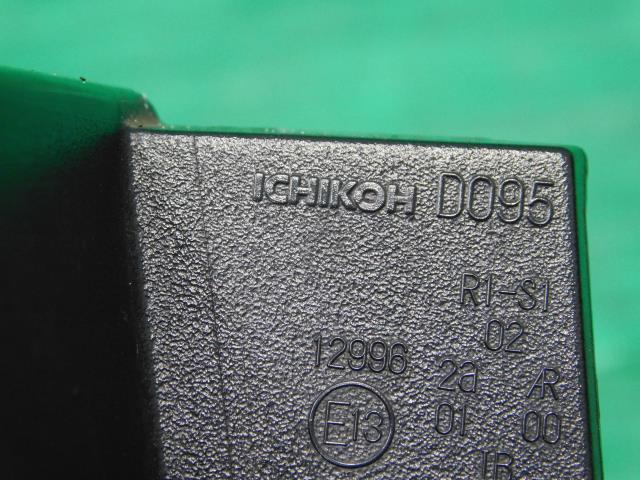 ICHIKOH D095
R1-S1
02
12996
2a AR
E13 01 00
IB